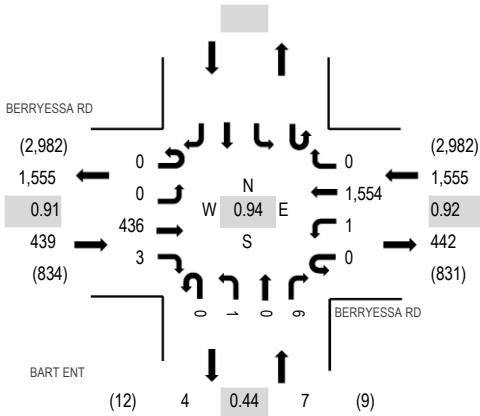 BERRYESSA RD
(2,982)
1,555
0.91
439
(834)
0
0
436
3
N
W 0.94 E
S
0
1,554
1
0
(2,982)
1,555
0.92
442
(831)
0 1 0 6
BERRYESSA RD
BART ENT
(12) 4 0.44 7 (9)